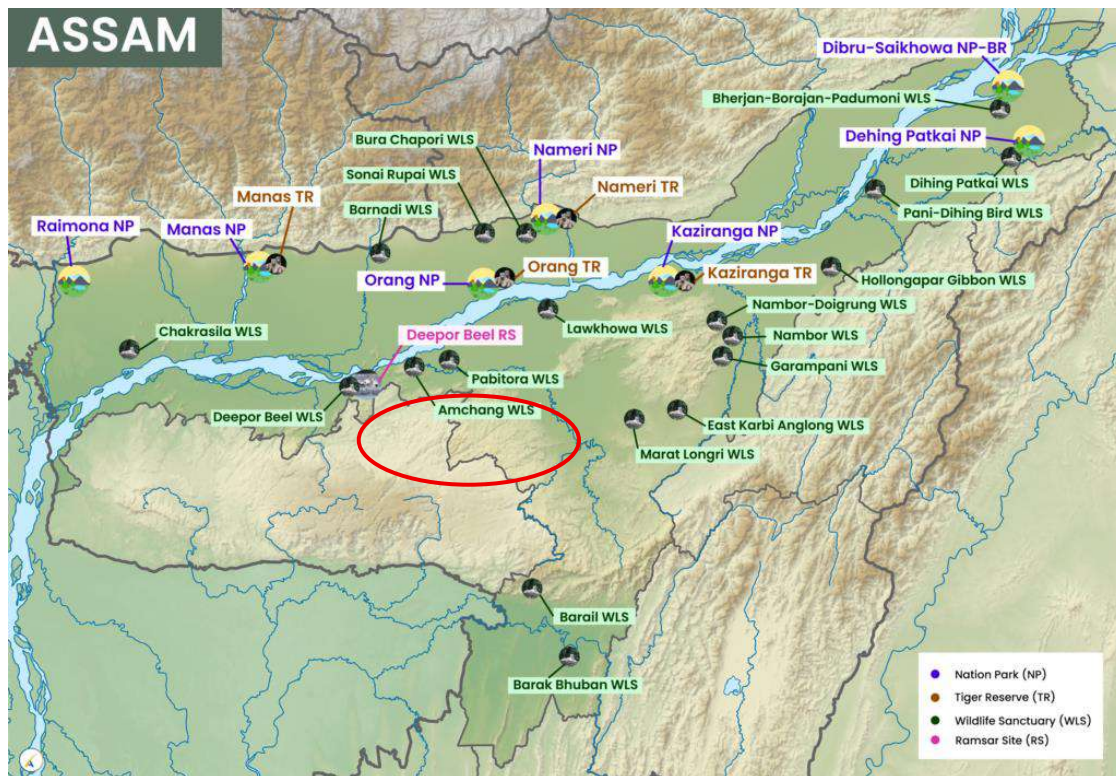 ASSAM
Dibru-Saikhowa NP-BR
Bherjan-Borajan-Padumoni WLS
Bura Chapori WLS
Nameri NP
Dehing Patkai NP
Sonai Rupai WLS
Nameri TR
Dihing Patkai WLS
Manas TR
Barnadi WLS
Pani-Dihing Bird WLS
Raimona NP
Manas NP
Kaziranga NP
Orang TR
Orang NP
Kaziranga TR
Hollongapar Gibbon WLS
Nambor-Doigrung WLS
Lawkhowa WLS
Chakrasila WLS
Deepor Beel RS
Nambor WLS
Garampani WLS
Pabitora WLS
Deepor Beel WLS
Amchang WLS
East Karbi Anglong WLS
Marat Longri WLS
Barail WLS
Barak Bhuban WLS
Nation Park (NP)
Tiger Reserve (TR)
Wildlife Sanctuary (WLS)
Ramsar Site (RS)